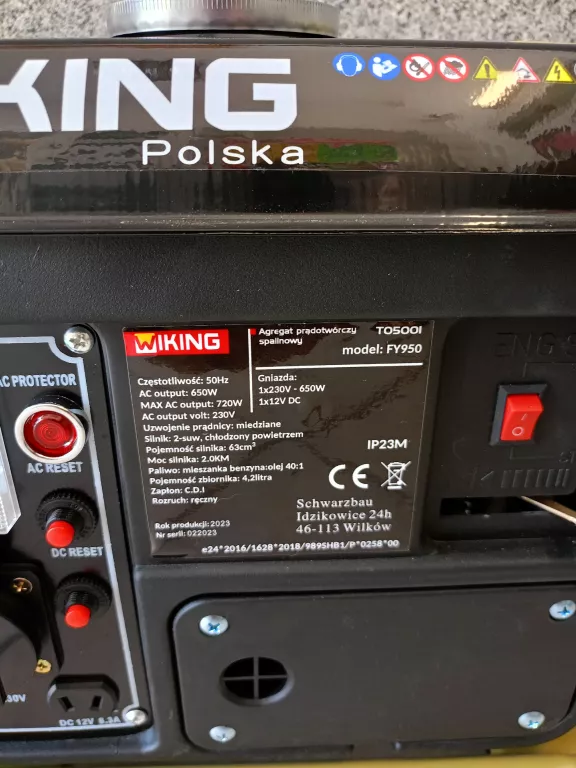 KING
Polska
WIKING
Agregat prądotwórczy
spalinowy
TO500I
model: FY950
Częstotliwość: 50Hz
AC output: 650W
MAX AC output: 720W
AC output volt: 230V
Uzwojenie prądnicy: miedziane
Silnik: 2-suw, chłodzony powietrzem
Pojemność silnika: 63cm³
Moc silnika: 2.0KM
Paliwo: mieszanka benzyna:olej 40:1
Pojemność zbiornika: 4,2litra
Zapłon: C.D.I
Rozruch: ręczny
Gniazda:
1x230V - 650W
1x12V DC
IP23M
CE
Schwarzbau
Idzikowice 24h
46-113 Wilków
Rok produkcji: 2023
Nr serii: 022023
e24*2016/1628*2018/9895HB1/P*0258*00
AC PROTECTOR
AC RESET
DC RESET
30V
DC 12V 8.3A
ENG S